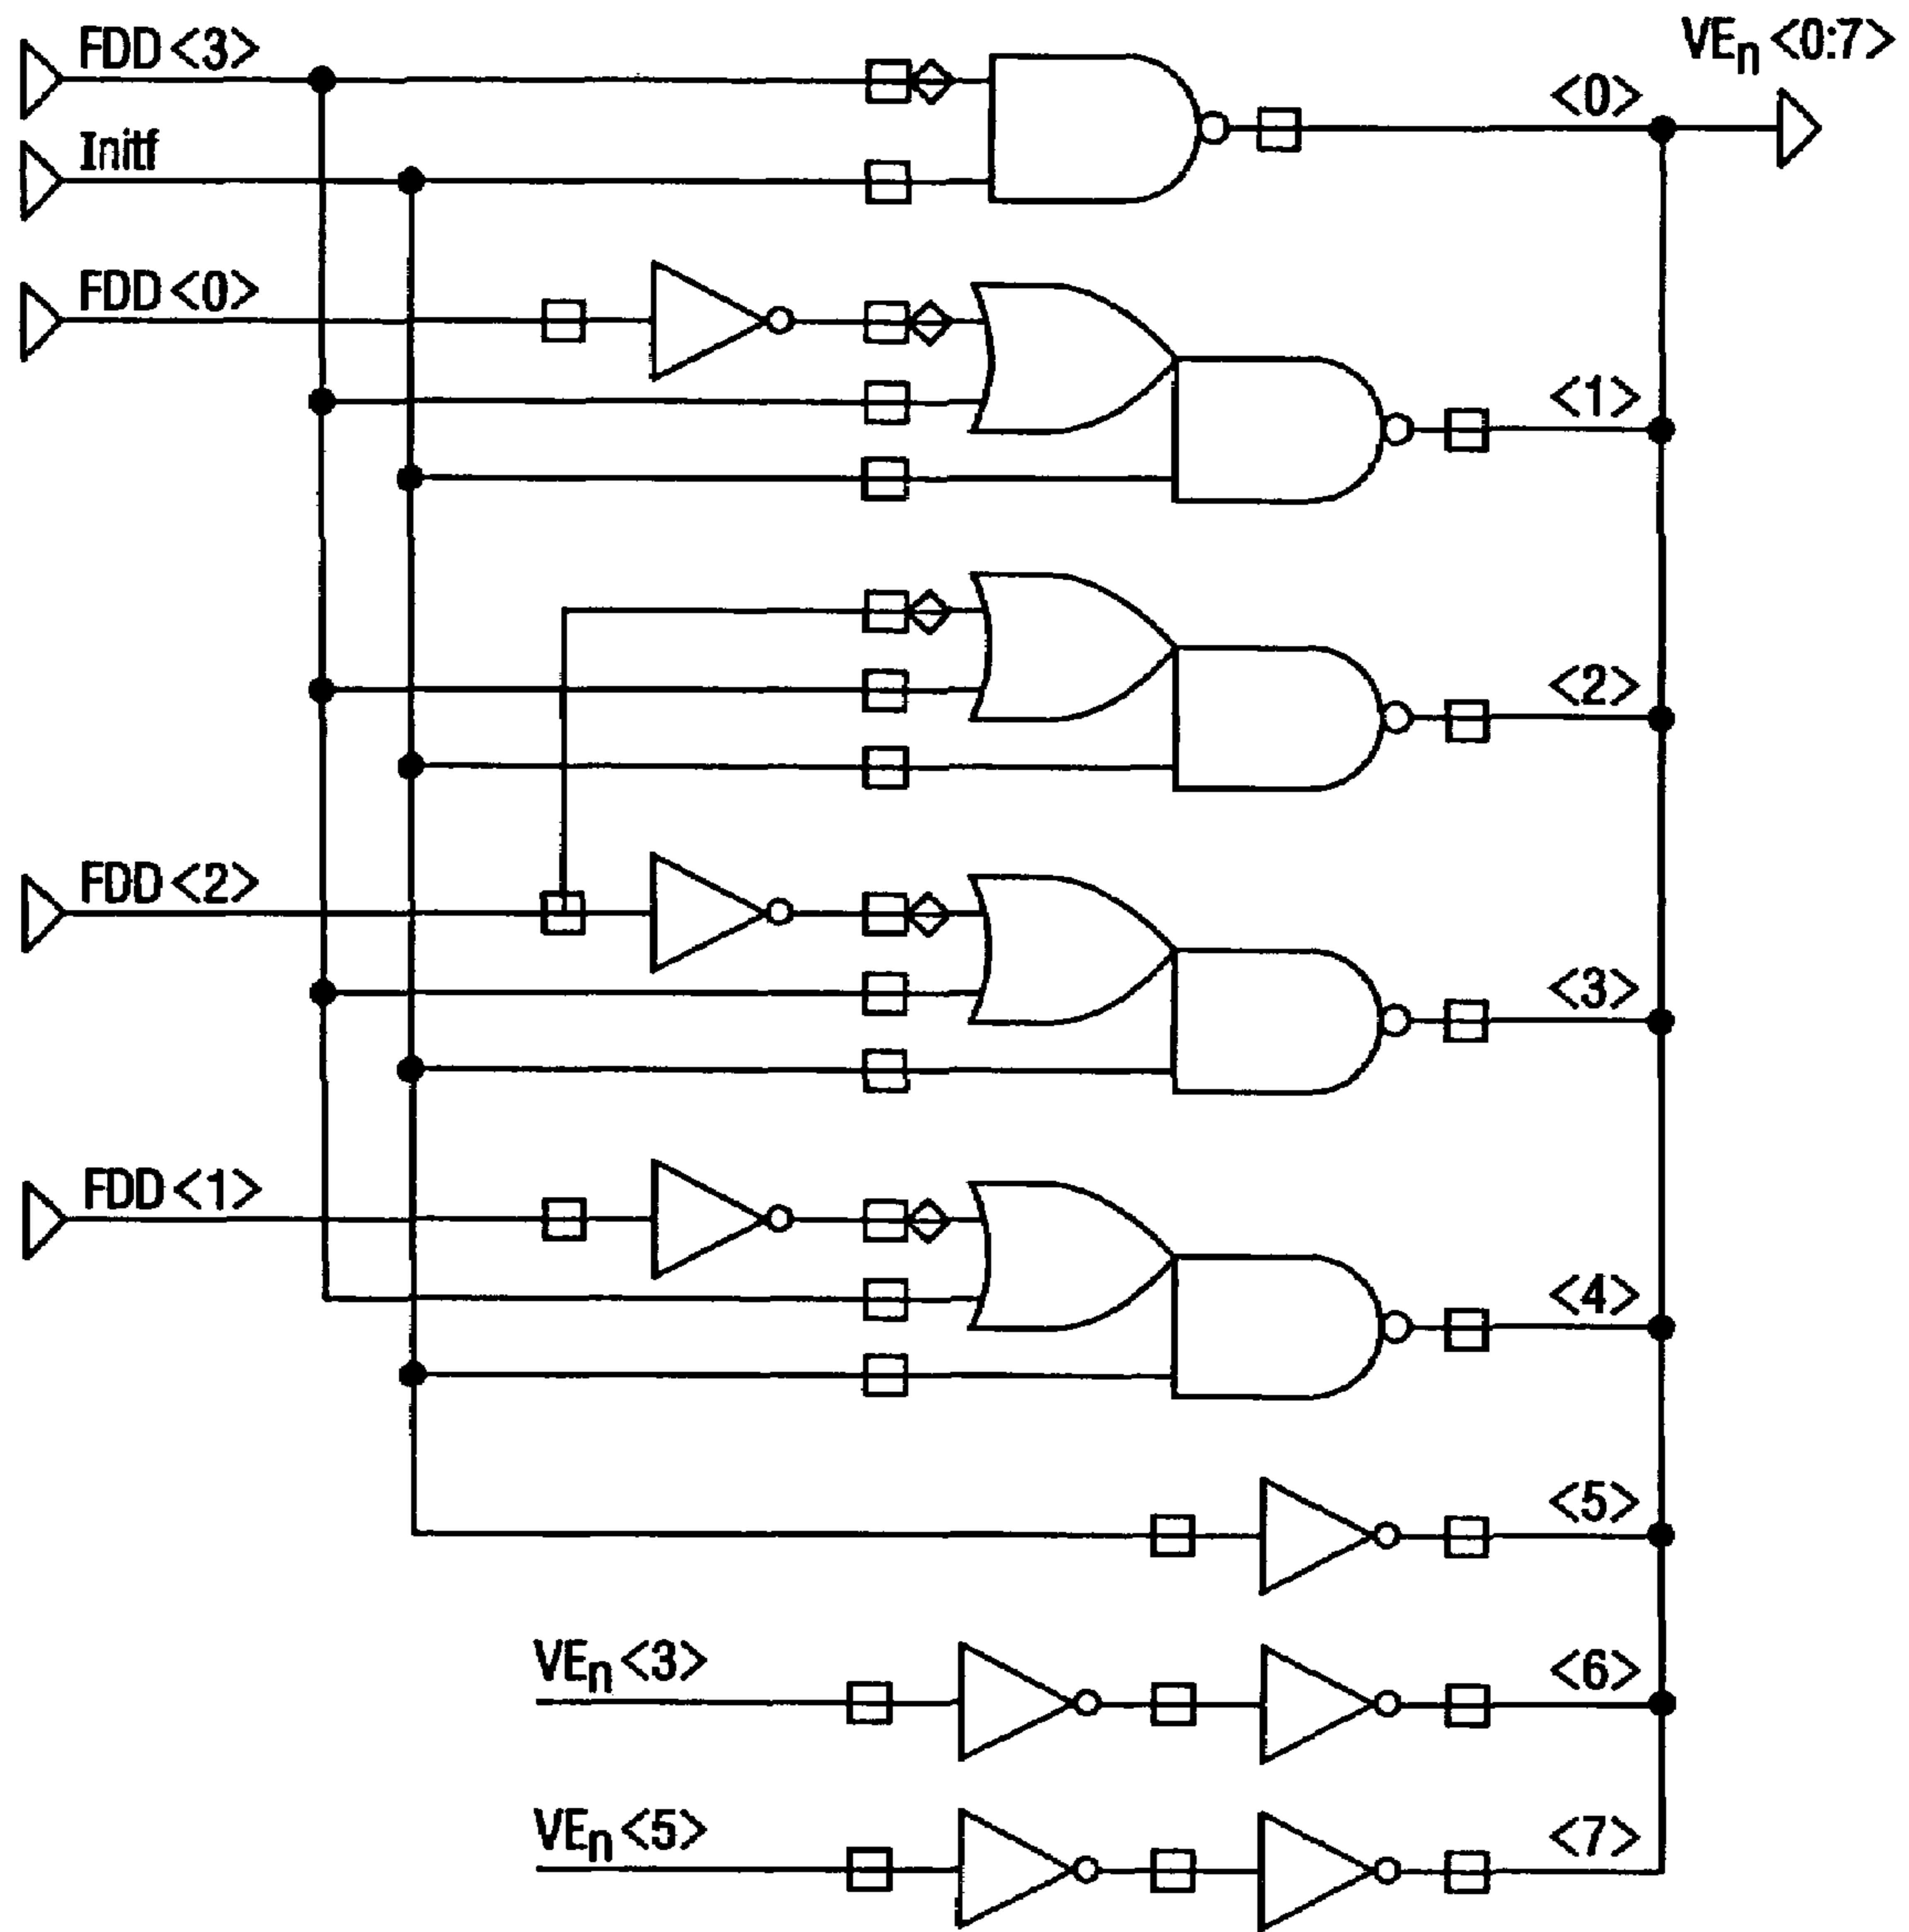 FDD<3>
VEn<0:7>
<0>
Initf
FDD<0>
<1>
<2>
FDD<2>
<3>
FDD<1>
<4>
<5>
VEn<3>
<6>
VEn<5>
<7>